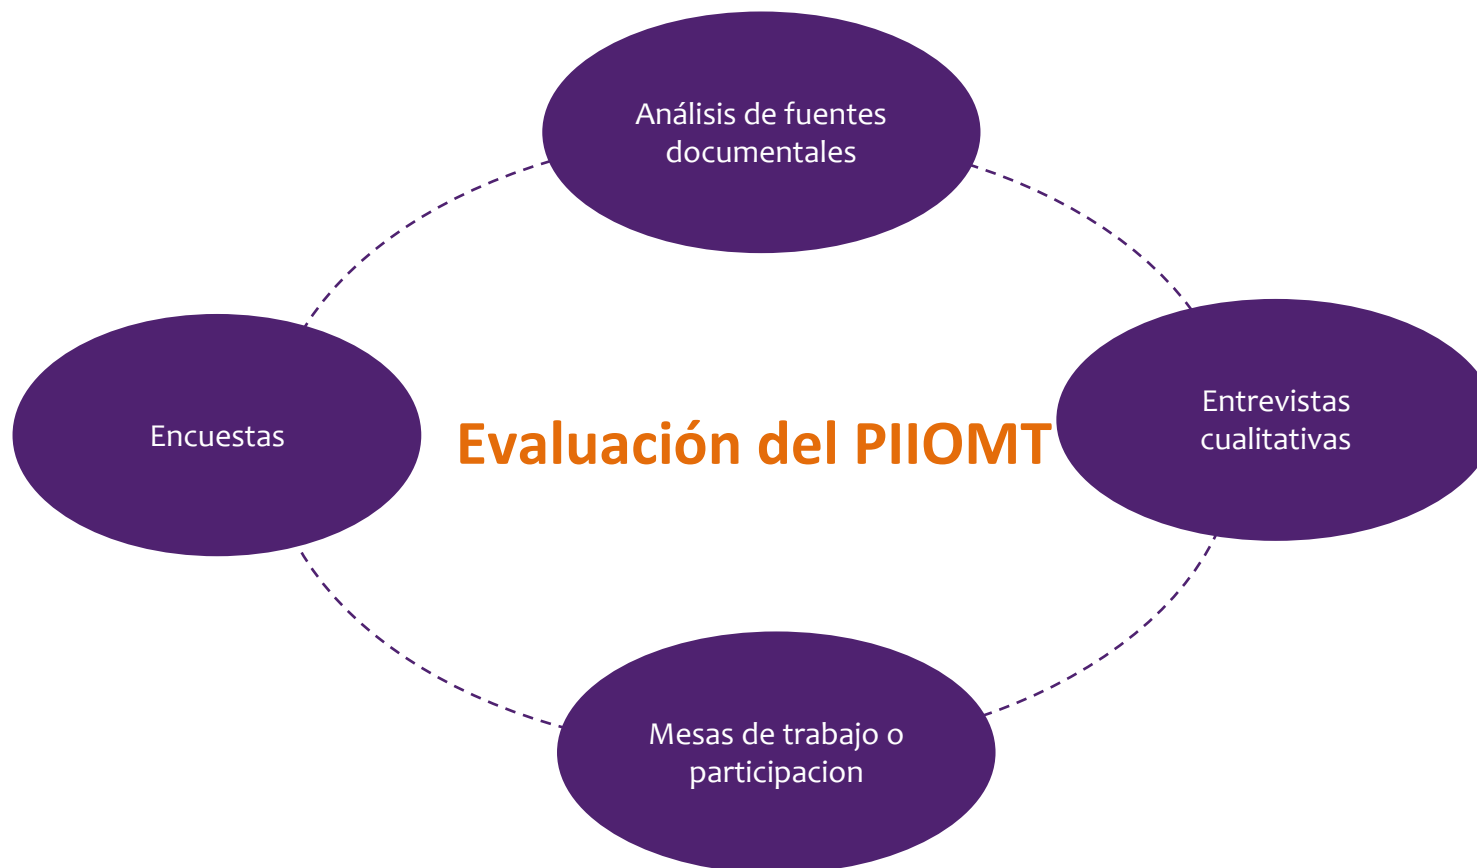 Análisis de fuentes
documentales
Encuestas
Evaluación del PIIOMT
Entrevistas
cualitativas
Mesas de trabajo o
participacion